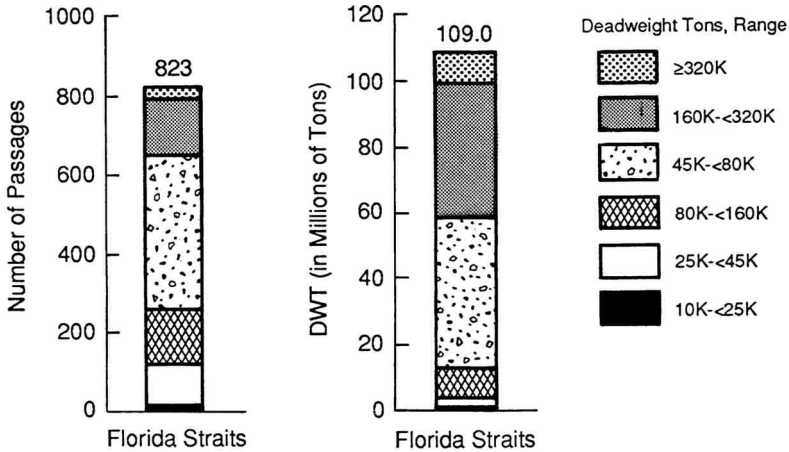 Number of Passages
1000
800
600
400
200
0
823
Florida Straits
DWT (in Millions of Tons)
120
100
80
60
40
20
0
109.0
Florida Straits
Deadweight Tons, Range
≥320K
160K-<320K
45K-<80K
80K-<160K
25K-<45K
10K-<25K